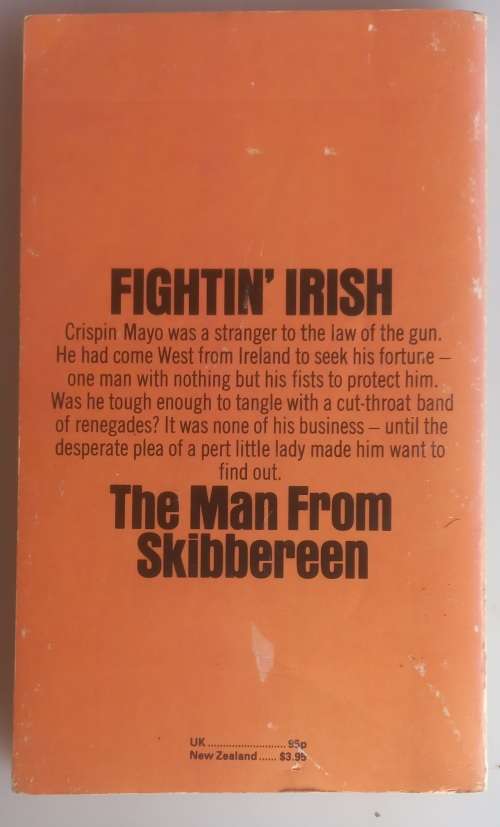 FIGHTIN' IRISH
Crispin Mayo was a stranger to the law of the gun.
He had come West from Ireland to seek his fortune –
one man with nothing but his fists to protect him.
Was he tough enough to tangle with a cut-throat band
of renegades? It was none of his business – until the
desperate plea of a pert little lady made him want to
find out.
The Man From
Skibbereen
UK.......................... 95p
New Zealand ...... $3.95